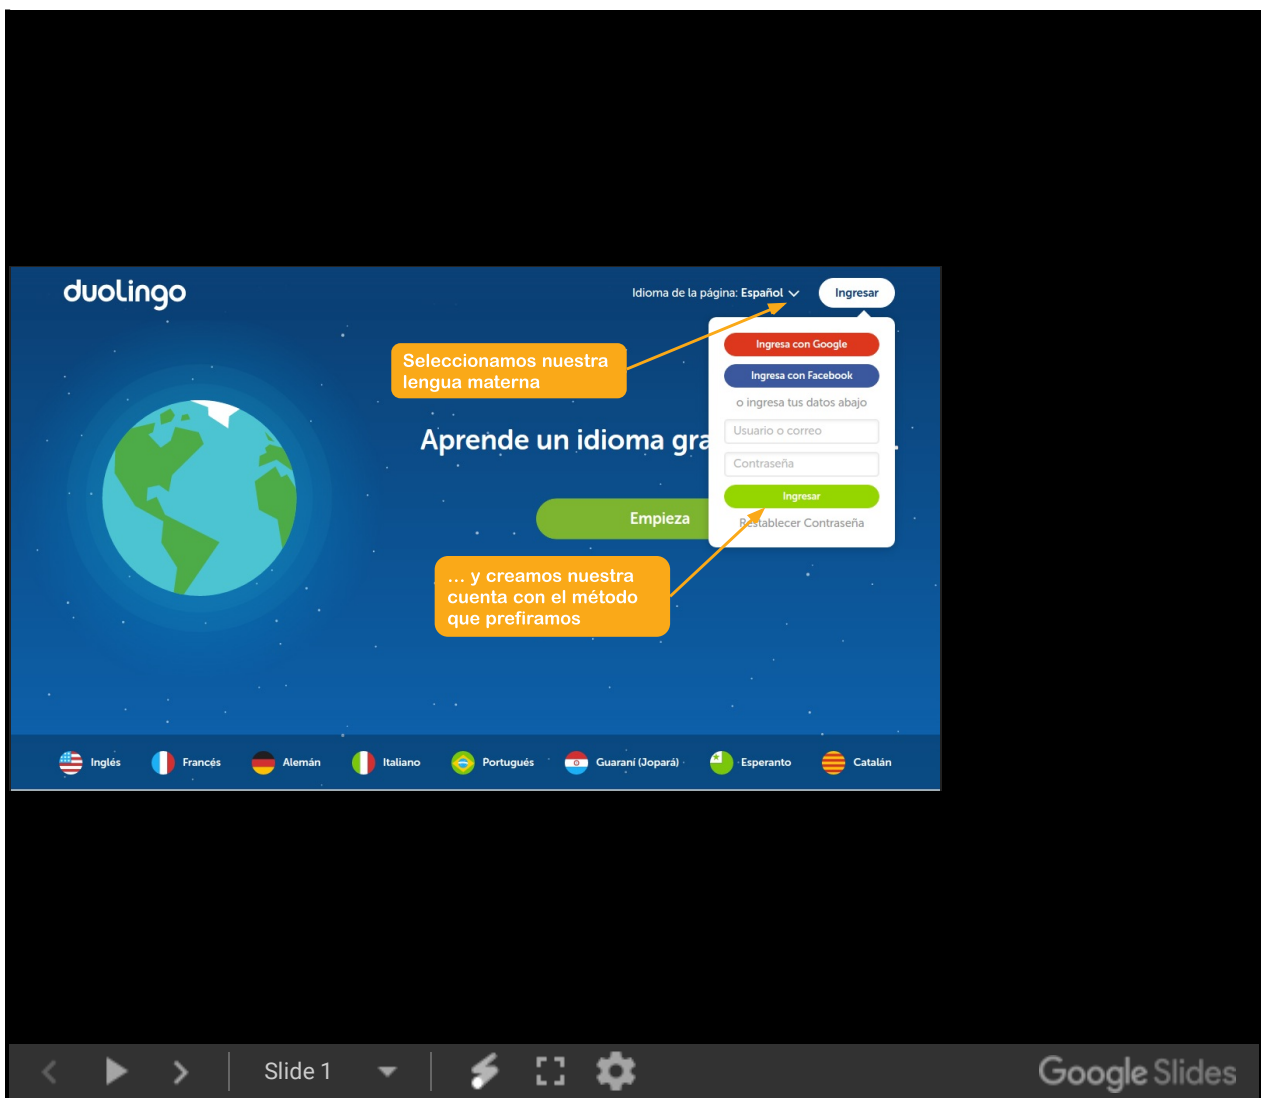 duolingo
Idioma de la página: Español
Ingresar
Ingresa con Google
Ingresa con Facebook
o ingresa tus datos abajo
Usuario o correo
Contraseña
Ingresar
Restablecer Contraseña
Seleccionamos nuestra
lengua materna
Aprende un idioma gra
Empieza
... y creamos nuestra
cuenta con el método
que prefiramos
Inglés
Francés
Alemán
Italiano
Portugués
Guaraní (Jopará)
Esperanto
Catalán
Slide 1
Google Slides